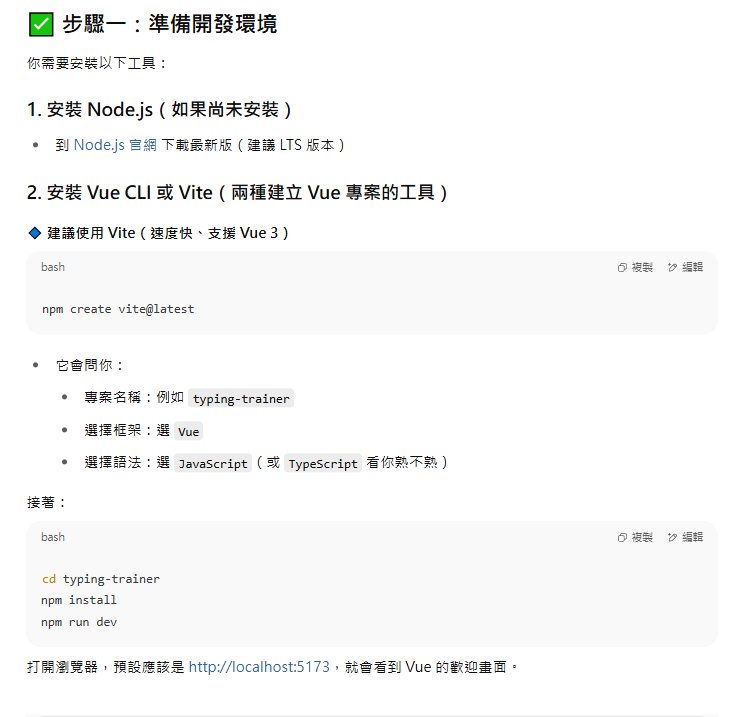 ✅ 步驟一：準備開發環境
你需要安裝以下工具：
1. 安裝 Node.js（如果尚未安裝）
• 到 Node.js 官網 下載最新版（建議 LTS 版本）
2. 安裝 Vue CLI 或 Vite（兩種建立 Vue 專案的工具）
🔷 建議使用 Vite（速度快、支援 Vue 3）
bash 複製 編輯
npm create vite@latest
• 它會問你：
• 專案名稱：例如 typing-trainer
• 選擇框架：選 Vue
• 選擇語法：選 JavaScript（或 TypeScript 看你熟不熟）
接著：
bash 複製 編輯
cd typing-trainer
npm install
npm run dev
打開瀏覽器，預設應該是 http://localhost:5173，就會看到 Vue 的歡迎畫面。